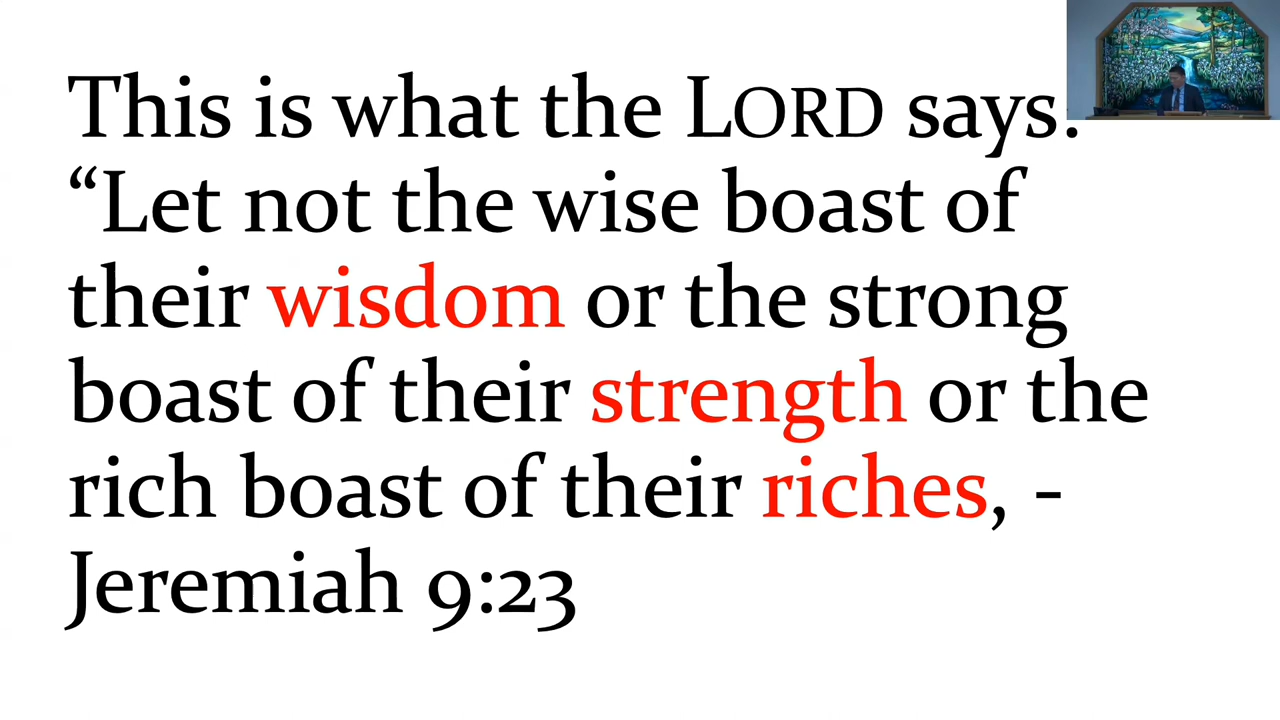 This is what the LORD says:
“Let not the wise boast of
their wisdom or the strong
boast of their strength or the
rich boast of their riches, -
Jeremiah 9:23